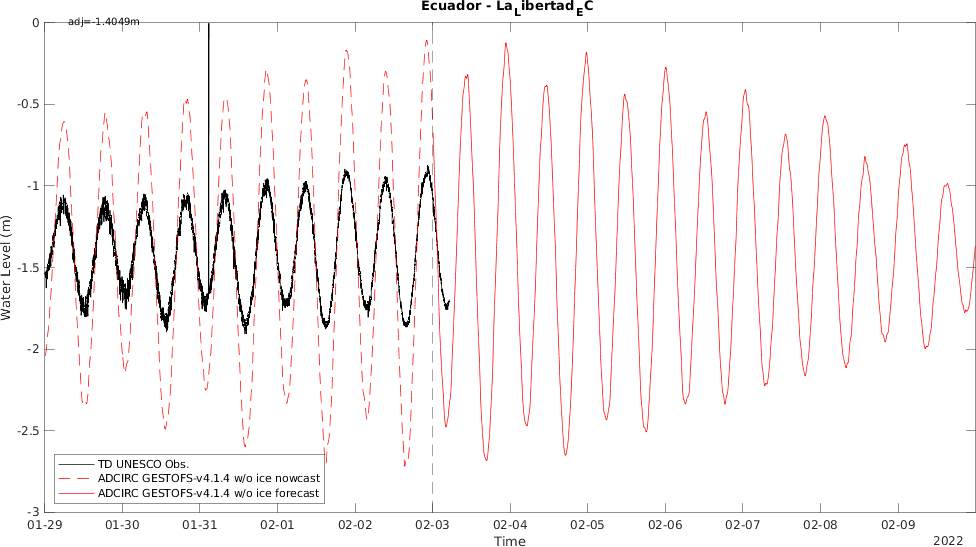 Ecuador - LaLibertadEC
adj=-1.4049m
0
-0.5
-1
-1.5
-2
-2.5
-3
Water Level (m)
TD UNESCO Obs.
ADCIRC GESTOFS-v4.1.4 w/o ice nowcast
ADCIRC GESTOFS-v4.1.4 w/o ice forecast
01-29 01-30 01-31 02-01 02-02 02-03 02-04 02-05 02-06 02-07 02-08 02-09
Time
2022